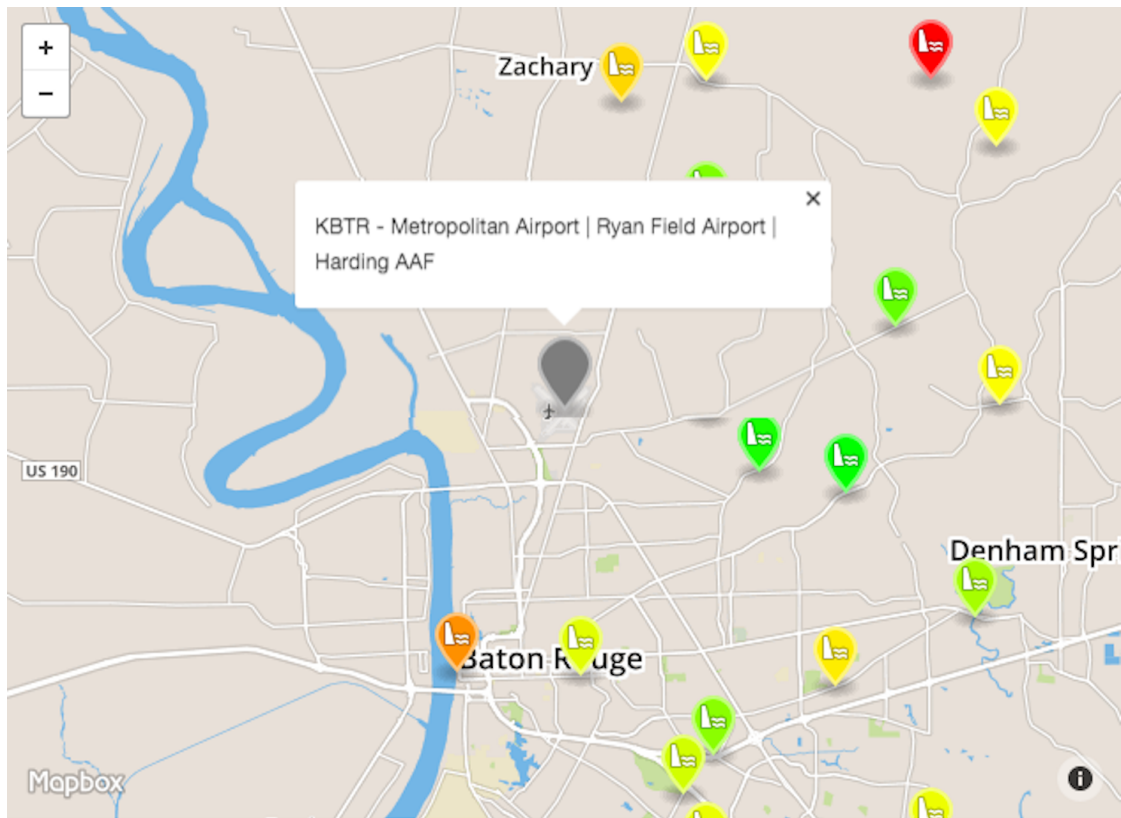 +
Zachary
−
×
KBTR - Metropolitan Airport | Ryan Field Airport |
Harding AAF
US 190
Denham Spri
Baton Rouge
Mapbox
i